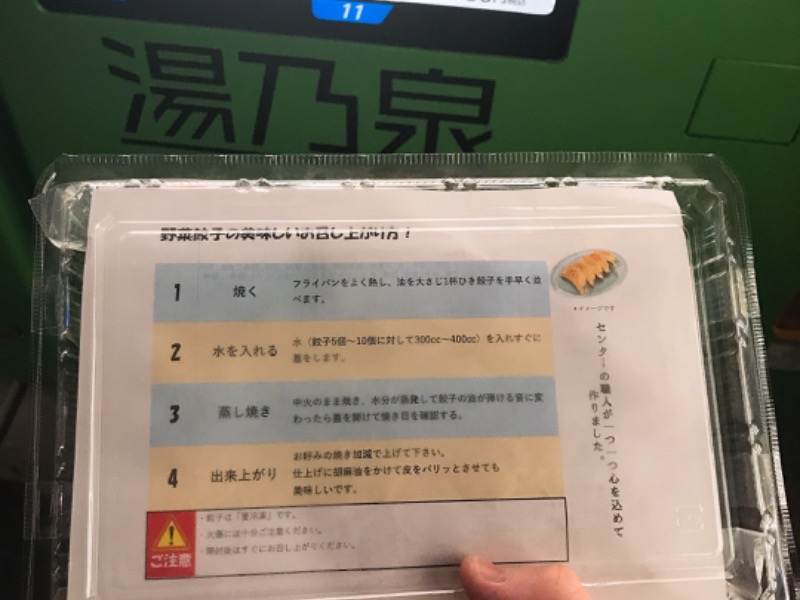 11
湯乃泉
野菜餃子の美味しいお召し上がり方!
1 焼く フライパンをよく熱し、油を大さじ1杯ひき餃子を手早く並
べます。
2 水を入れる 水(餃子5個〜10個に対して300cc〜400cc)を入れすぐに
蓋をします。
3 蒸し焼き 中火のまま焼き、水分が蒸発して餃子の油が弾ける音に変
わったら蓋を開けて焼き目を確認する。
4 出来上がり お好みの焼き加減で上げて下さい。
仕上げに胡麻油をかけて皮をパリッとさせても
美味しいです。
ご注意
・餃子は「要冷凍」です。
・火傷には十分ご注意ください。
・開封後はすぐにお召し上がりください。
*イメージです
センターの職人が一つ一つ心を込めて
作りました。